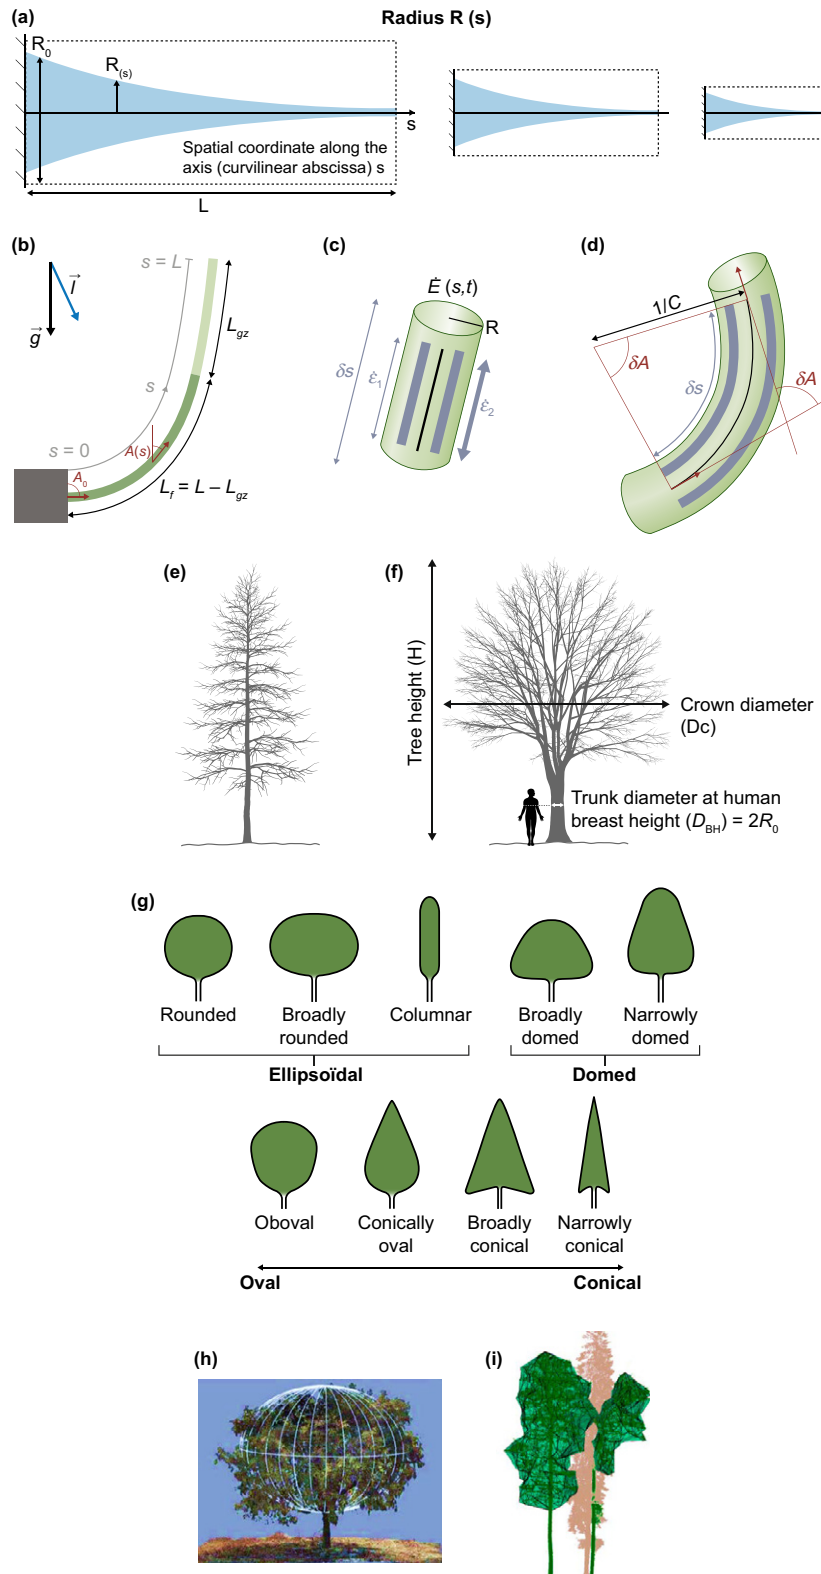 (a)
Radius R (s)
R0
R(s)
s
Spatial coordinate along the
axis (curvilinear abscissa) s
L
(b)
(c)
(d)
s = L
I
g
Lgz
s
s = 0
A(s)
A0
Lf = L – Lgz
Ė (s,t)
R
δs
ε̇1
ε̇2
1/C
δA
δs
δA
(e)
(f)
Tree height (H)
Crown diameter
(Dc)
Trunk diameter at human
breast height (DBH) = 2R0
(g)
Rounded
Broadly
rounded
Columnar
Broadly
domed
Narrowly
domed
Ellipsoïdal
Domed
Oboval
Conically
oval
Broadly
conical
Narrowly
conical
Oval
Conical
(h)
(i)